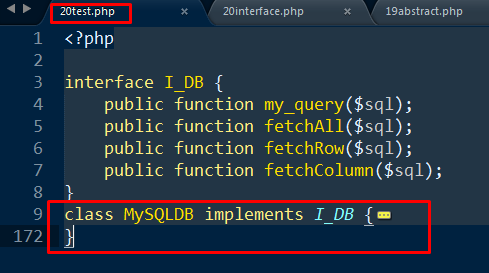 20test.php × 20interface.php × 19abstract.php
1 <?php
2
3 interface I_DB {
4 public function my_query($sql);
5 public function fetchAll($sql);
6 public function fetchRow($sql);
7 public function fetchColumn($sql);
8 }
9 class MySQLDB implements I_DB {
172 }